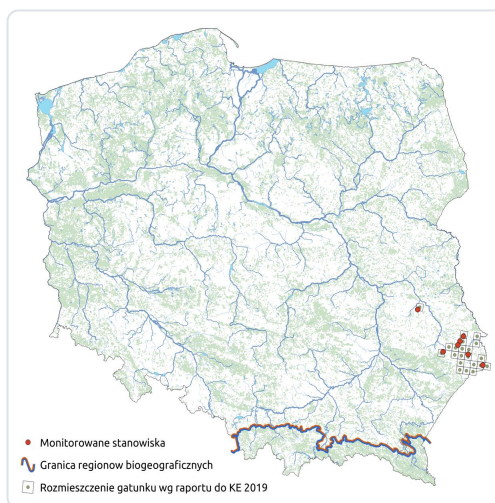 Monitorowane stanowiska
Granica regionow biogeograficznych
Rozmieszczenie gatunku wg raportu do KE 2019